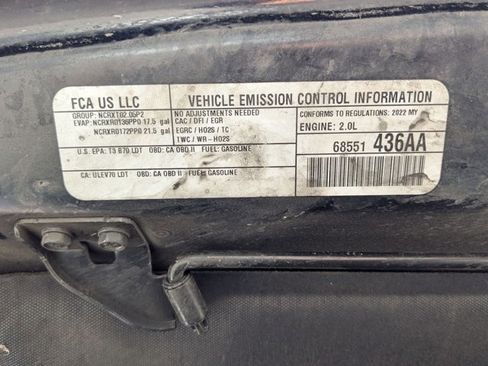 FCA US LLC
GROUP: NCRXT02.05P2
EVAP: NCRXR0136PP0 17.5 gal
NCRXR0172PP0 21.5 gal
U.S. EPA: T3 B70 LDT OBD: CA OBD II FUEL: GASOLINE
CA: ULEV70 LDT OBD: CA OBD II FUEL: GASOLINE
VEHICLE EMISSION CONTROL INFORMATION
NO ADJUSTMENTS NEEDED
CAC / DFI / EGR
EGRC / HO2S / TC
TWC / WR-HO2S
CONFORMS TO REGULATIONS: 2022 MY
ENGINE: 2.0L
68551 436AA